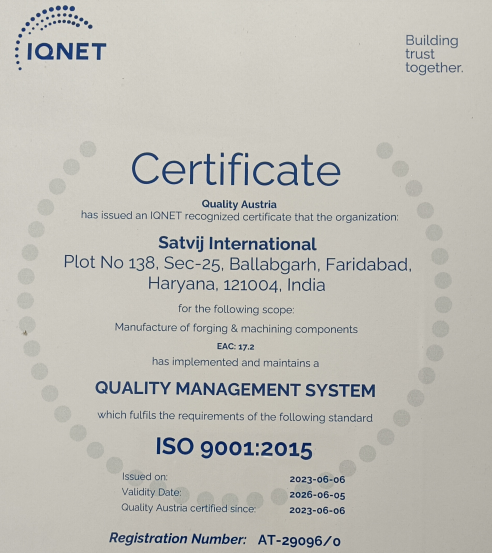 IQNET
Building
trust
together.
Certificate
Quality Austria
has issued an IQNET recognized certificate that the organization:
Satvij International
Plot No 138, Sec-25, Ballabgarh, Faridabad,
Haryana, 121004, India
for the following scope:
Manufacture of forging & machining components
EAC: 17.2
has implemented and maintains a
QUALITY MANAGEMENT SYSTEM
which fulfils the requirements of the following standard
ISO 9001:2015
Issued on: 2023-06-06
Validity Date: 2026-06-05
Quality Austria certified since: 2023-06-06
Registration Number: AT-29096/0